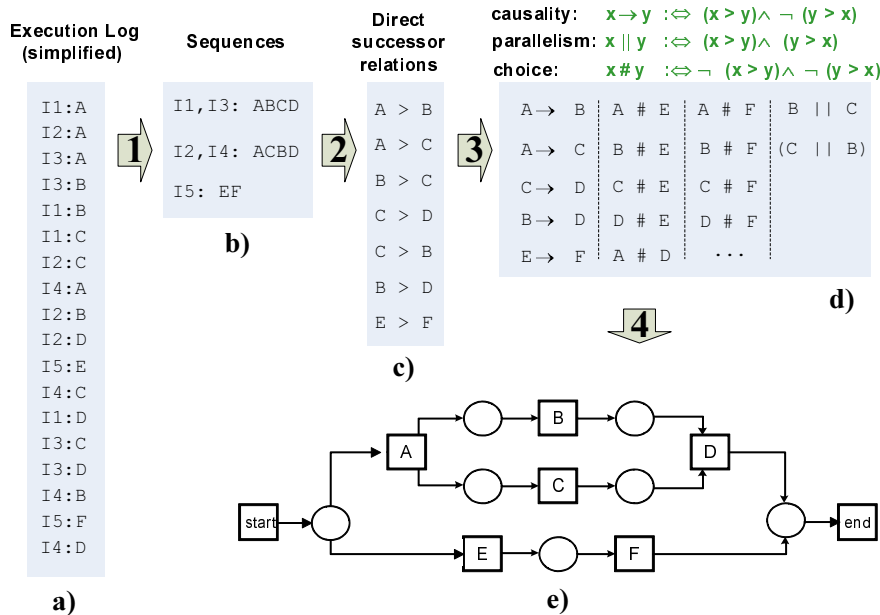 Execution Log
(simplified)
I1:A
I2:A
I3:A
I3:B
I1:B
I1:C
I2:C
I4:A
I2:B
I2:D
I5:E
I4:C
I1:D
I3:C
I3:D
I4:B
I5:F
I4:D
a)
1
Sequences
I1,I3: ABCD
I2,I4: ACBD
I5: EF
b)
2
Direct
successor
relations
A > B
A > C
B > C
C > D
C > B
B > D
E > F
c)
3
causality: x → y :⇔ (x > y) ∧ ¬ (y > x)
parallelism: x || y :⇔ (x > y) ∧ (y > x)
choice: x # y :⇔ ¬ (x > y) ∧ ¬ (y > x)
A → B A # E A # F B || C
A → C B # E B # F (C || B)
C → D C # E C # F
B → D D # E D # F
E → F A # D ...
d)
4
B
A D
C
start end
E F
e)